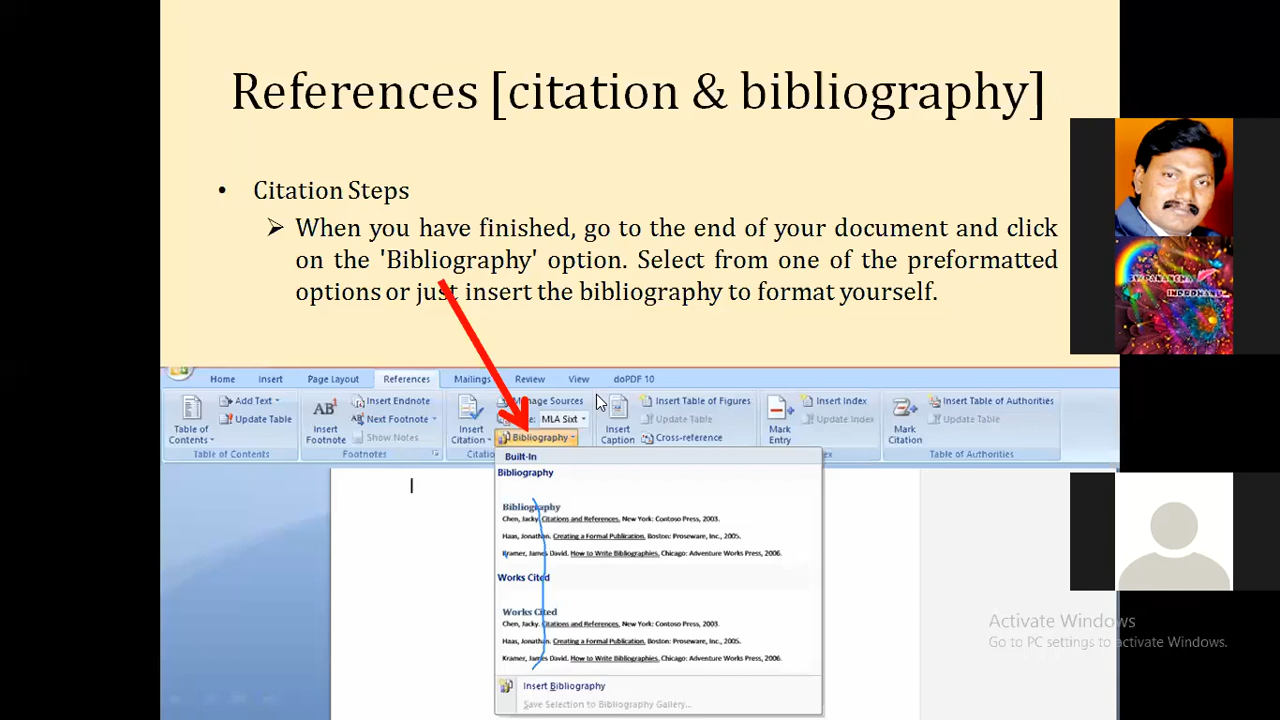 References [citation & bibliography]
• Citation Steps
➢ When you have finished, go to the end of your document and click
on the 'Bibliography' option. Select from one of the preformatted
options or just insert the bibliography to format yourself.
Home Insert Page Layout References Mailings Review View doPDF 10
Add Text Insert Endnote Manage Sources Insert Table of Figures Insert Index Insert Table of Authorities
Update Table Next Footnote MLA Sixt Update Table Update Index
Table of Contents Insert Footnote Show Notes Insert Citation Bibliography Insert Caption Cross-reference Mark Entry Mark Citation
Table of Contents Footnotes Table of Authorities
Built-In
Bibliography
Bibliography
Chen, Jacky. Citations and References. New York: Contoso Press, 2003.
Haas, Jonathan. Creating a Formal Publication. Boston: Proseware, Inc., 2005.
Kramer, James David. How to Write Bibliographies. Chicago: Adventure Works Press, 2006.
Works Cited
Works Cited
Chen, Jacky. Citations and References. New York: Contoso Press, 2003.
Haas, Jonathan. Creating a Formal Publication. Boston: Proseware, Inc., 2005.
Kramer, James David. How to Write Bibliographies. Chicago: Adventure Works Press, 2006.
Insert Bibliography
Save Selection to Bibliography Gallery...
Activate Windows
Go to PC settings to activate Windows.